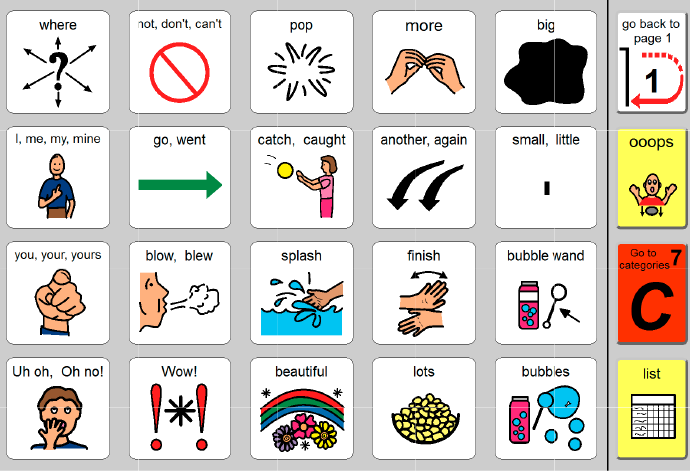 where
not, don't, can't
pop
more
big
go back to
page 1
1
I, me, my, mine
go, went
catch, caught
another, again
small, little
ooops
you, your, yours
blow, blew
splash
finish
bubble wand
Go to
categories 7
C
Uh oh, Oh no!
Wow!
beautiful
lots
bubbles
list